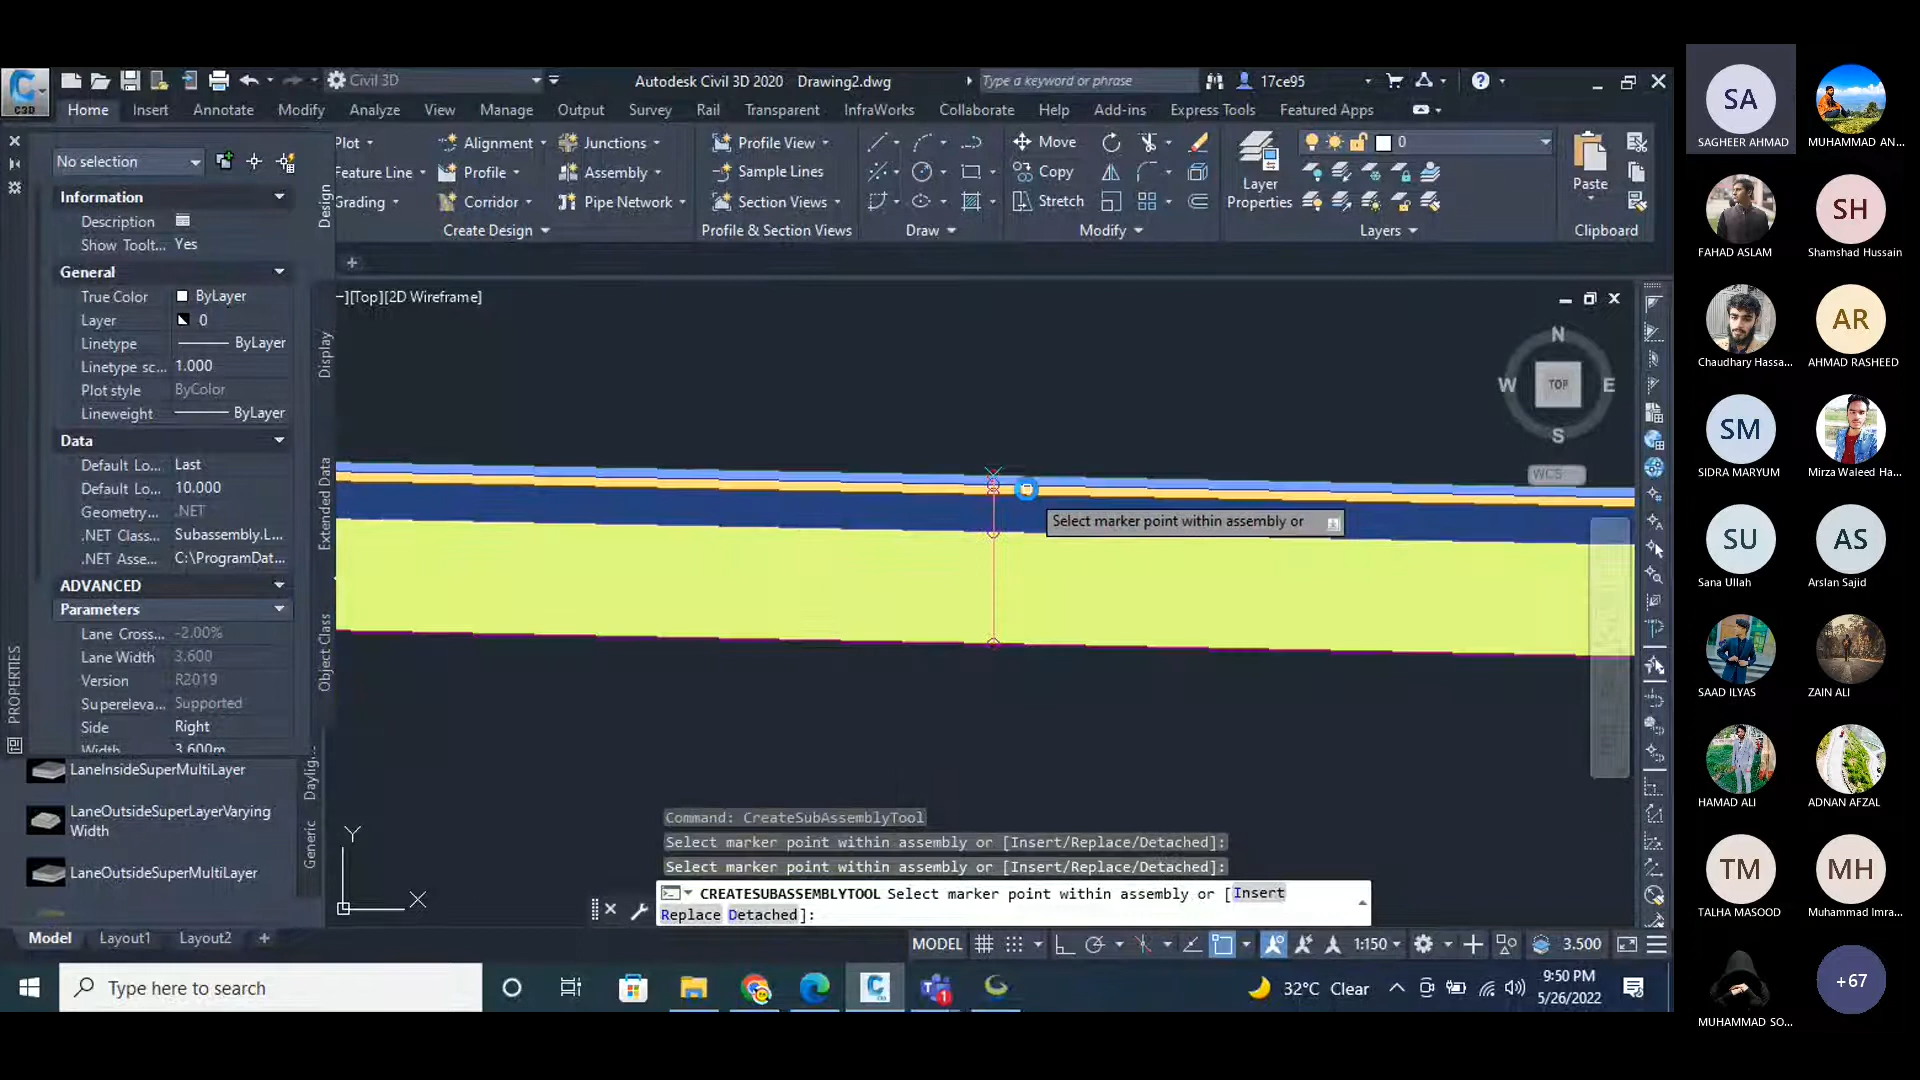 Civil 3D
Autodesk Civil 3D 2020 Drawing2.dwg
Type a keyword or phrase
17ce95
C3D
Home Insert Annotate Modify Analyze View Manage Output Survey Rail Transparent InfraWorks Collaborate Help Add-ins Express Tools Featured Apps
No selection
Plot Alignment Junctions Profile View Move 0
Feature Line Profile Assembly Sample Lines Copy
Grading Corridor Pipe Network Section Views Stretch
Layer Properties
Paste
Create Design Profile & Section Views Draw Modify Layers Clipboard
Information
Description
Show Toolt... Yes
General
True Color ByLayer
Layer 0
Linetype ByLayer
Linetype sc... 1.000
Plot style ByColor
Lineweight ByLayer
Data
Default Lo... Last
Default Lo... 10.000
Geometry... .NET
.NET Class... Subassembly.L...
.NET Asse... C:\ProgramDat...
ADVANCED
Parameters
Lane Cross... -2.00%
Lane Width 3.600
Version R2019
Supereleva... Supported
Side Right
Width 3.600m
PROPERTIES
Design
Display
Extended Data
Object Class
LaneInsideSuperMultiLayer
LaneOutsideSuperLayerVarying
Width
LaneOutsideSuperMultiLayer
Daylig...
Generic
–][Top][2D Wireframe]
N
W TOP E
S
WCS
Select marker point within assembly or
Y
X
Command: CreateSubAssemblyTool
Select marker point within assembly or [Insert/Replace/Detached]:
Select marker point within assembly or [Insert/Replace/Detached]:
CREATESUBASSEMBLYTOOL Select marker point within assembly or [Insert
Replace Detached]:
Model Layout1 Layout2 +
MODEL 1:150 3.500
Type here to search
1
32°C Clear
9:50 PM
5/26/2022
SA
SAGHEER AHMAD MUHAMMAD AN...
SH
FAHAD ASLAM Shamshad Hussain
AR
Chaudhary Hassa... AHMAD RASHEED
SM
SIDRA MARYUM Mirza Waleed Ha...
SU AS
Sana Ullah Arslan Sajid
SAAD ILYAS ZAIN ALI
HAMAD ALI ADNAN AFZAL
TM MH
TALHA MASOOD Muhammad Imra...
+67
MUHAMMAD SO...